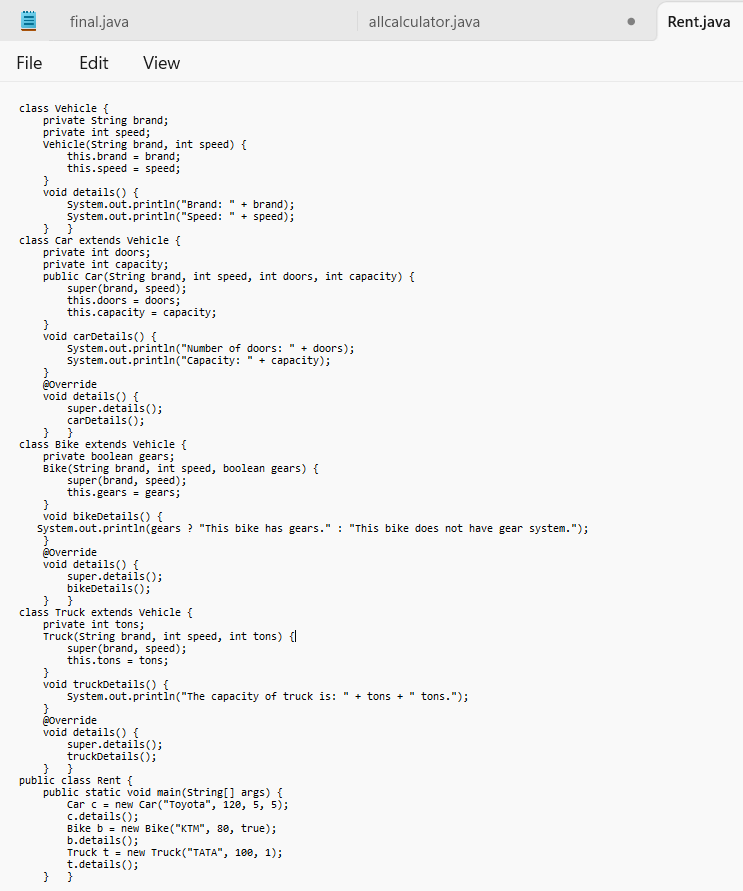 final.java
allcalculator.java
Rent.java
File Edit View
class Vehicle {
    private String brand;
    private int speed;
    Vehicle(String brand, int speed) {
        this.brand = brand;
        this.speed = speed;
    }
    void details() {
        System.out.println("Brand: " + brand);
        System.out.println("Speed: " + speed);
    }   }
class Car extends Vehicle {
    private int doors;
    private int capacity;
    public Car(String brand, int speed, int doors, int capacity) {
        super(brand, speed);
        this.doors = doors;
        this.capacity = capacity;
    }
    void carDetails() {
        System.out.println("Number of doors: " + doors);
        System.out.println("Capacity: " + capacity);
    }
    @Override
    void details() {
        super.details();
        carDetails();
    }   }
class Bike extends Vehicle {
    private boolean gears;
    Bike(String brand, int speed, boolean gears) {
        super(brand, speed);
        this.gears = gears;
    }
    void bikeDetails() {
   System.out.println(gears ? "This bike has gears." : "This bike does not have gear system.");
    }
    @Override
    void details() {
        super.details();
        bikeDetails();
    }   }
class Truck extends Vehicle {
    private int tons;
    Truck(String brand, int speed, int tons) {
        super(brand, speed);
        this.tons = tons;
    }
    void truckDetails() {
        System.out.println("The capacity of truck is: " + tons + " tons.");
    }
    @Override
    void details() {
        super.details();
        truckDetails();
    }   }
public class Rent {
    public static void main(String[] args) {
        Car c = new Car("Toyota", 120, 5, 5);
        c.details();
        Bike b = new Bike("KTM", 80, true);
        b.details();
        Truck t = new Truck("TATA", 100, 1);
        t.details();
    }   }